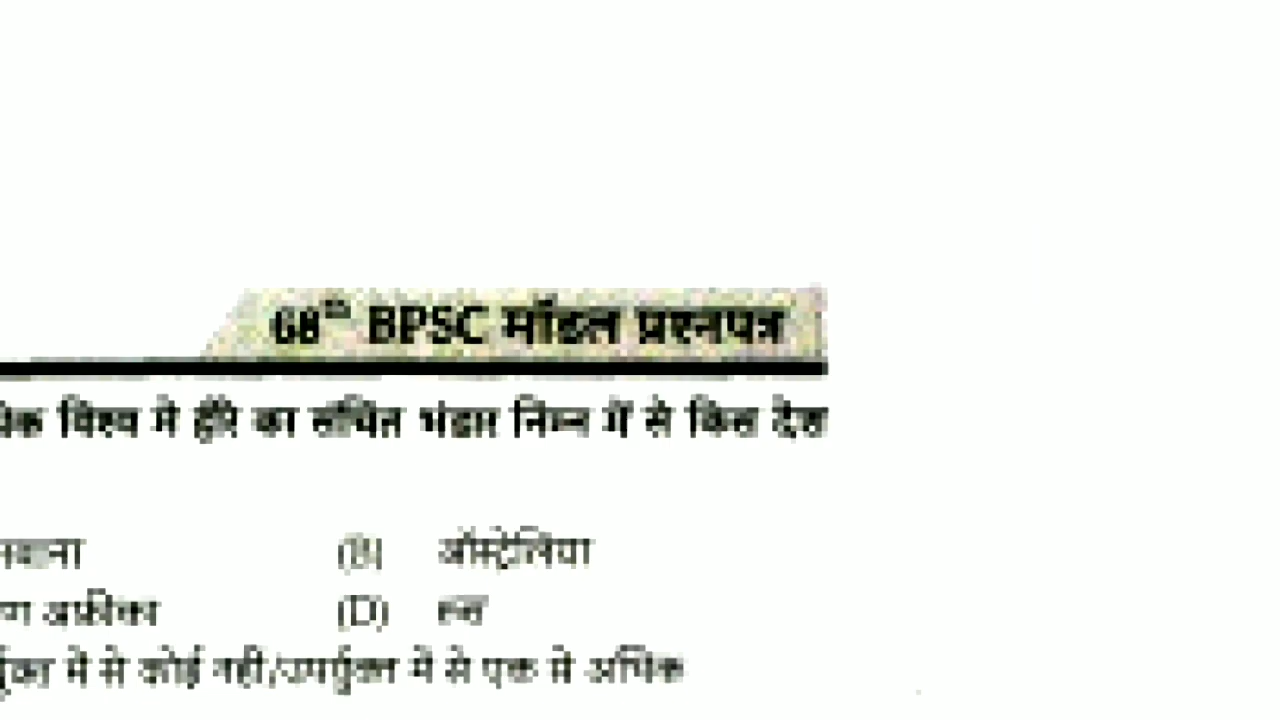 68th BPSC मॉडल प्रश्नपत्र
विश्व में हीरे का संचित भंडार निम्न में से किस देश
(B) ऑस्ट्रेलिया
अफ्रीका (D) रूस
में से कोई नहीं/उपर्युक्त में से एक से अधिक